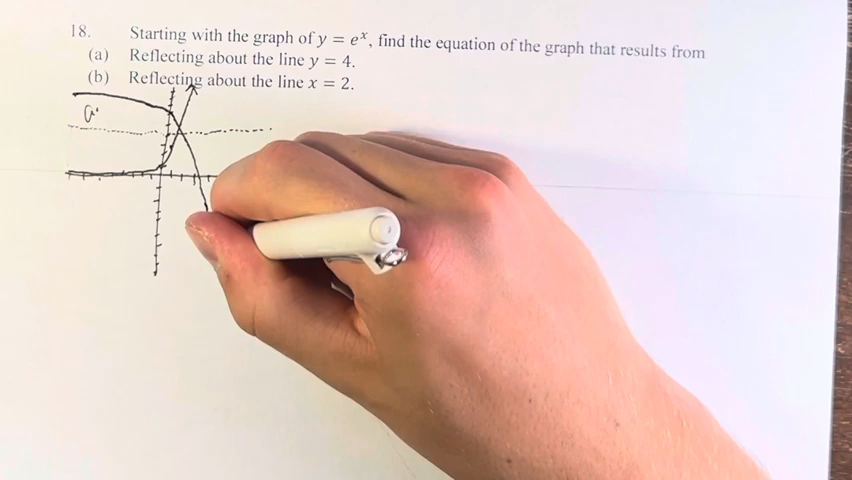 18. Starting with the graph of y = eˣ, find the equation of the graph that results from
(a) Reflecting about the line y = 4.
(b) Reflecting about the line x = 2.